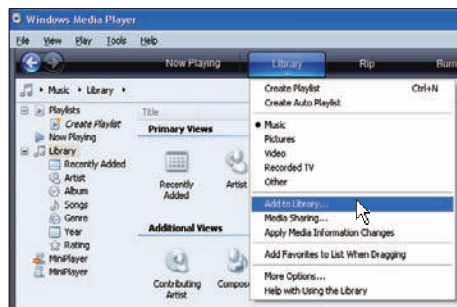 Windows Media Player
File View Play Tools Help
Now Playing Library Rip Burn
Music Library
Playlists
Create Playlist
Now Playing
Library
Recently Added
Artist
Album
Songs
Genre
Year
Rating
MiniPlayer
MiniPlayer
Title
Primary Views
Recently Added
Artist
Additional Views
Contributing Artist
Compos
Create Playlist Ctrl+N
Create Auto Playlist
Music
Pictures
Video
Recorded TV
Other
Add to Library...
Media Sharing...
Apply Media Information Changes
Add Favorites to List When Dragging
More Options...
Help with Using the Library